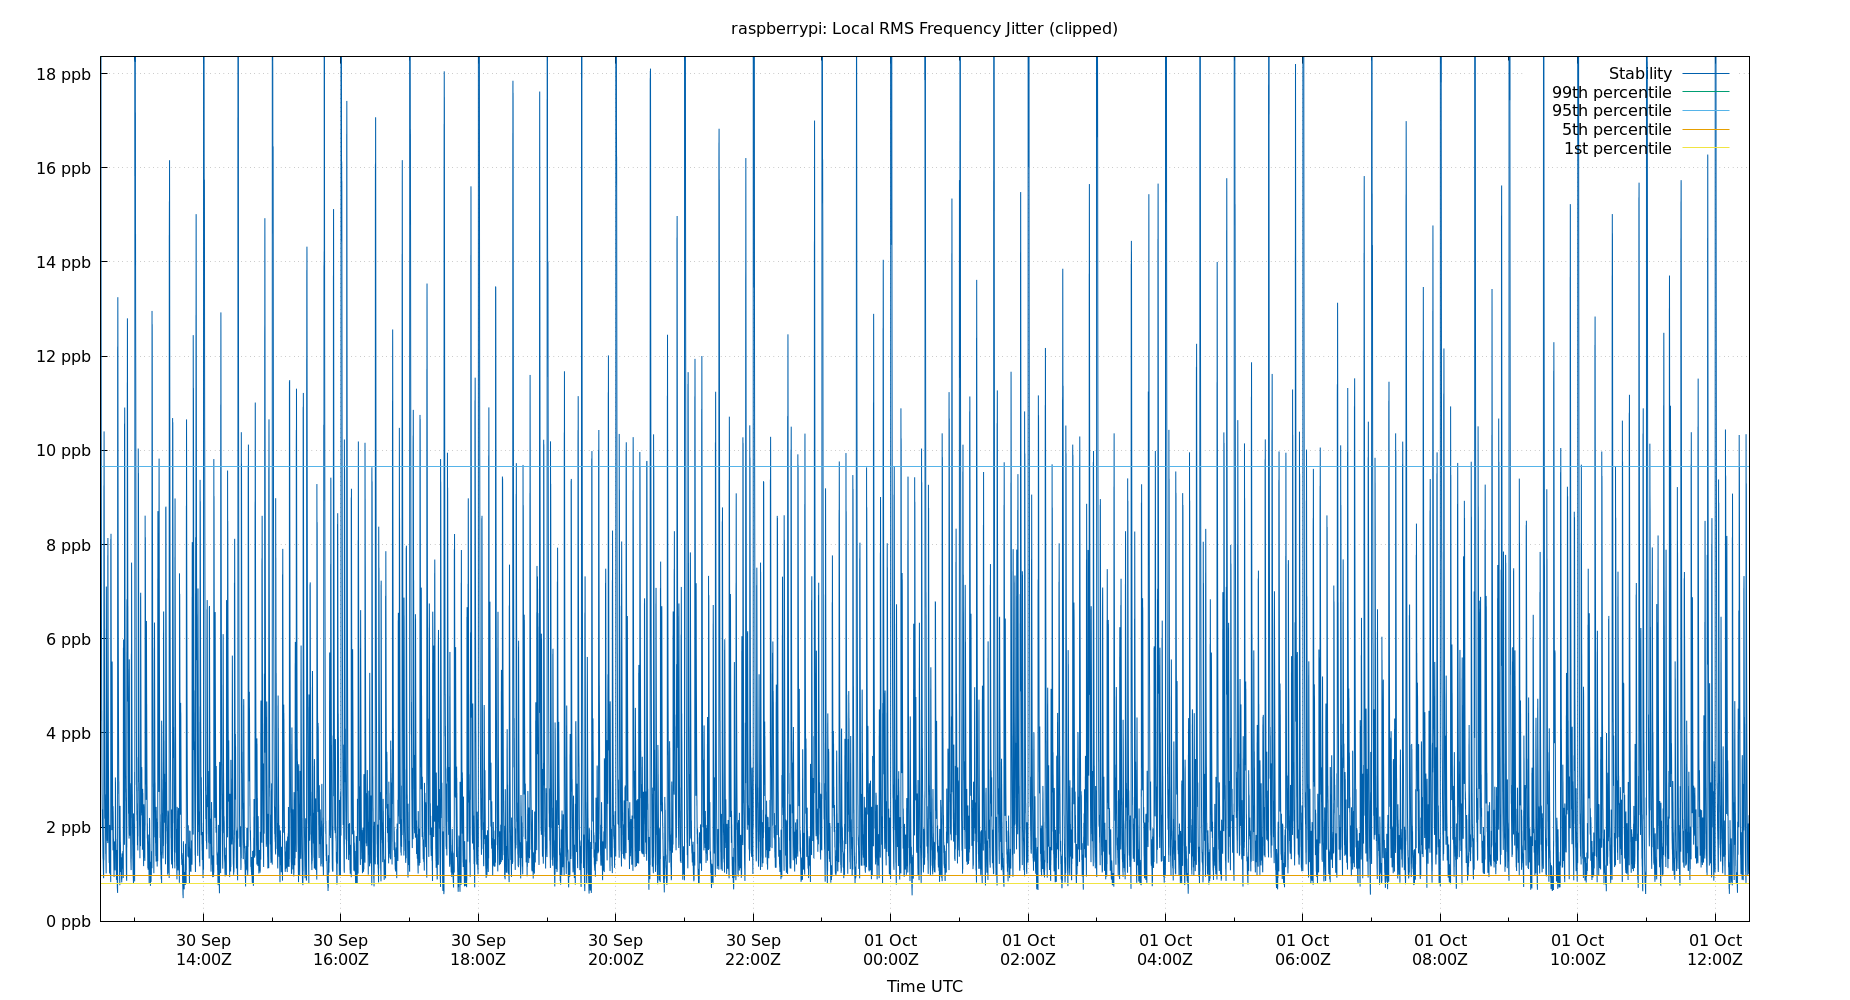 raspberrypi: Local RMS Frequency Jitter (clipped)
18 ppb
16 ppb
14 ppb
12 ppb
10 ppb
8 ppb
6 ppb
4 ppb
2 ppb
0 ppb
Stability
99th percentile
95th percentile
5th percentile
1st percentile
30 Sep 30 Sep 30 Sep 30 Sep 30 Sep 01 Oct 01 Oct 01 Oct 01 Oct 01 Oct 01 Oct 01 Oct
14:00Z 16:00Z 18:00Z 20:00Z 22:00Z 00:00Z 02:00Z 04:00Z 06:00Z 08:00Z 10:00Z 12:00Z
Time UTC